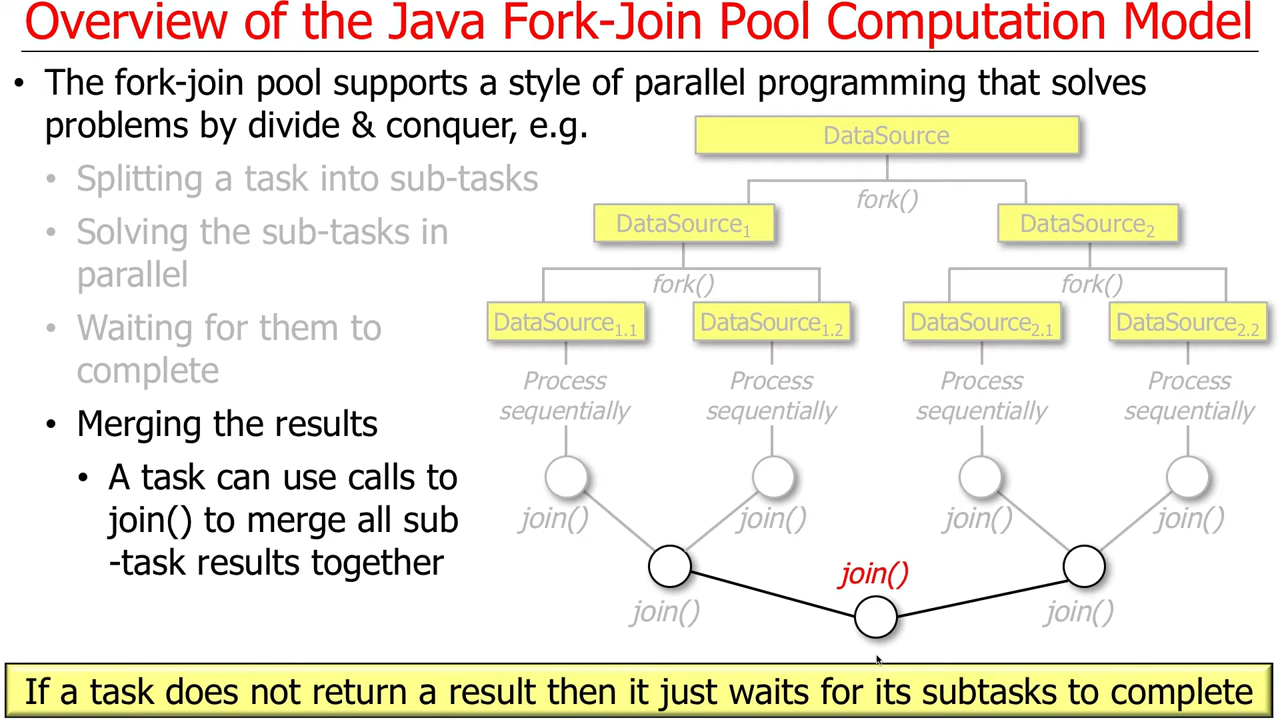 Overview of the Java Fork-Join Pool Computation Model
• The fork-join pool supports a style of parallel programming that solves
problems by divide & conquer, e.g.
• Splitting a task into sub-tasks
• Solving the sub-tasks in
parallel
• Waiting for them to
complete
• Merging the results
• A task can use calls to
join() to merge all sub
-task results together
DataSource
fork()
DataSource1
DataSource2
fork()
fork()
DataSource1.1
DataSource1.2
DataSource2.1
DataSource2.2
Process
sequentially
Process
sequentially
Process
sequentially
Process
sequentially
join()
join()
join()
join()
join()
join()
join()
If a task does not return a result then it just waits for its subtasks to complete